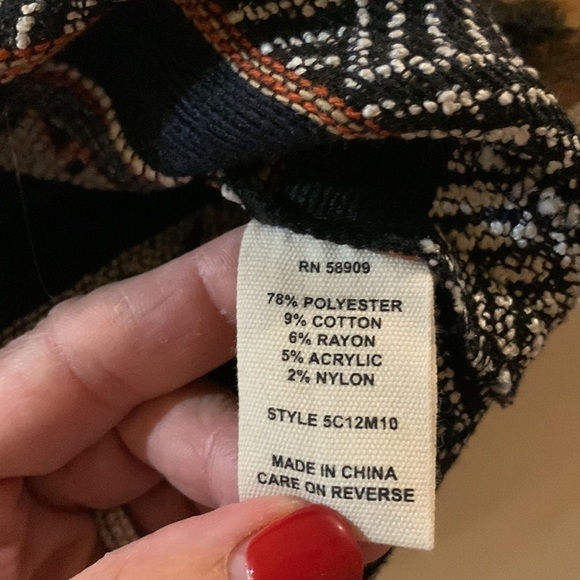 RN 58909
78% POLYESTER
9% COTTON
6% RAYON
5% ACRYLIC
2% NYLON
STYLE 5C12M10
MADE IN CHINA
CARE ON REVERSE